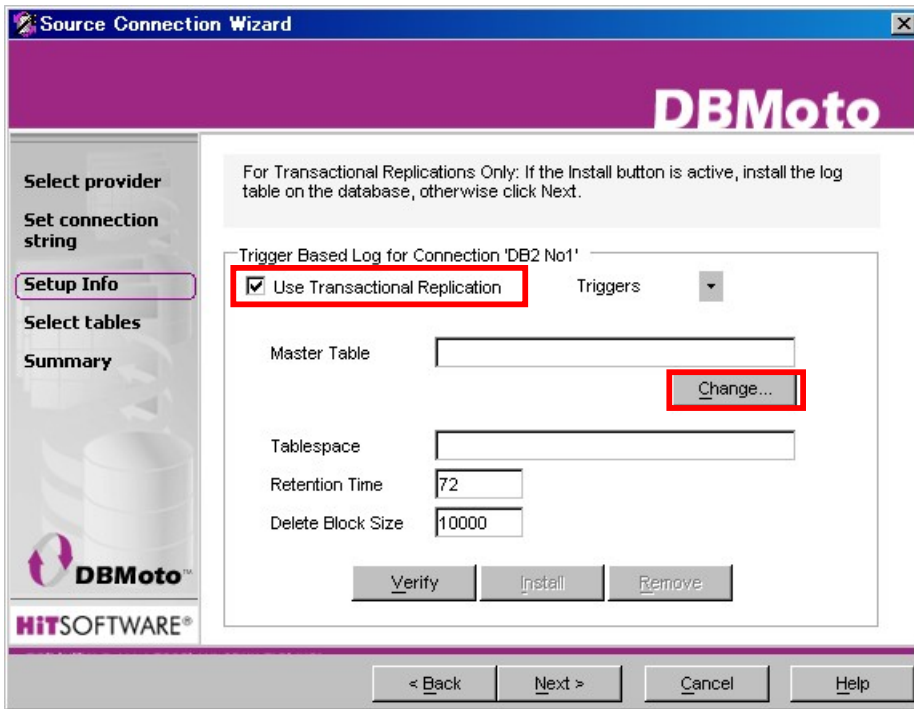 Source Connection Wizard
DBMoto
Select provider
Set connection
string
Setup Info
Select tables
Summary
DBMoto™
HiTSOFTWARE®
For Transactional Replications Only: If the Install button is active, install the log
table on the database, otherwise click Next.
Trigger Based Log for Connection 'DB2 No1'
Use Transactional Replication
Triggers
Master Table
Change...
Tablespace
Retention Time
72
Delete Block Size
10000
Verify
Install
Remove
< Back
Next >
Cancel
Help